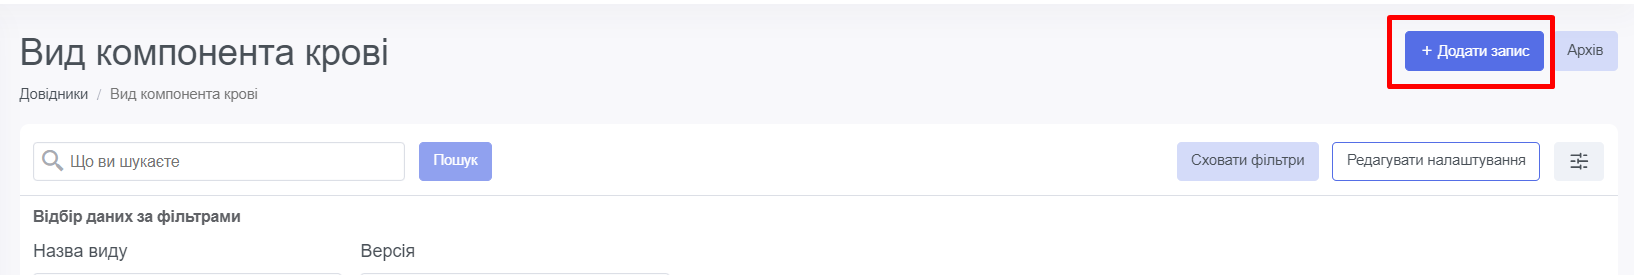 Вид компонента крові
+ Додати запис
Архів
Довідники / Вид компонента крові
Що ви шукаєте
Пошук
Сховати фільтри
Редагувати налаштування
Відбір даних за фільтрами
Назва виду
Версія